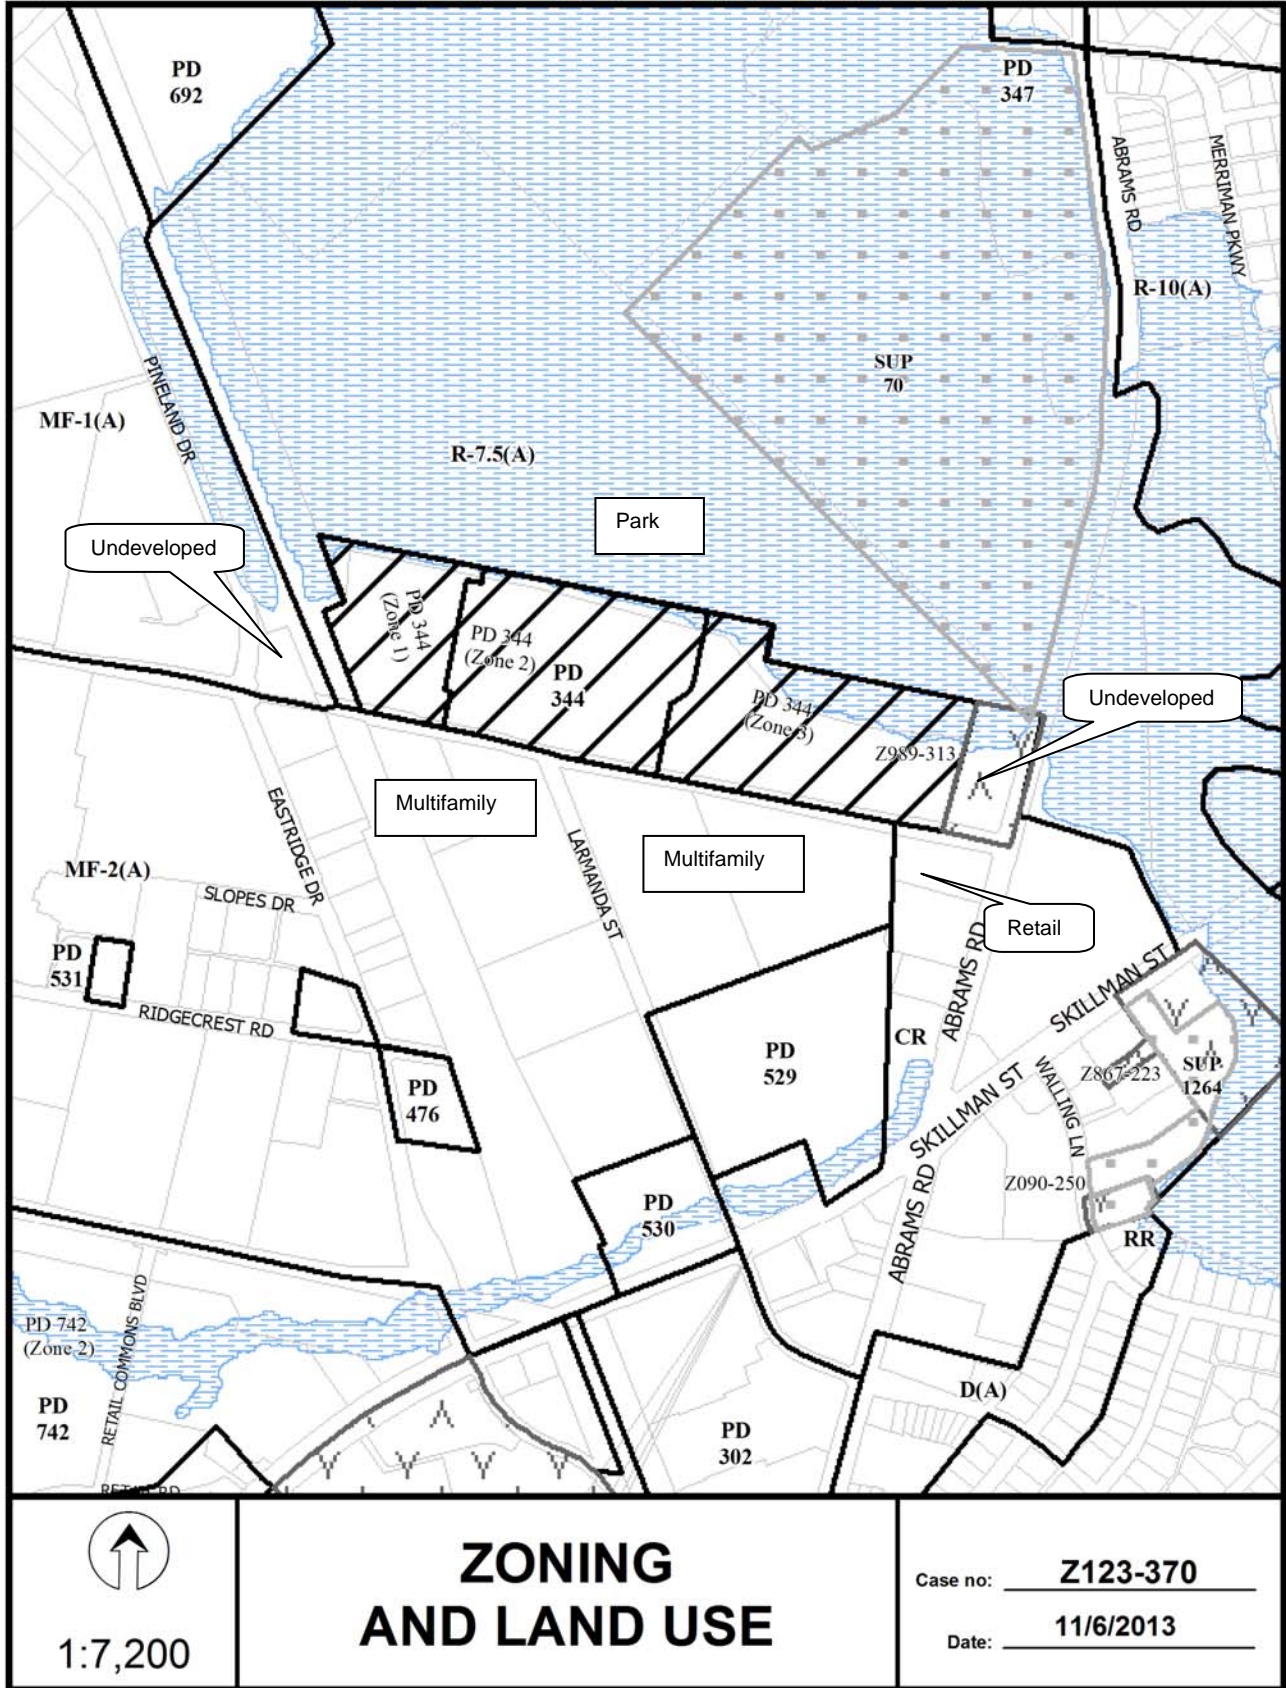 PD
692
PD
347
ABRAMS RD
MERRIMAN PKWY
R-10(A)
SUP
70
PINELAND DR
MF-1(A)
R-7.5(A)
Park
Undeveloped
PD 344
(Zone 1)
PD 344
(Zone 2)
PD
344
PD 344
(Zone 3)
Undeveloped
Z989-313
Multifamily
EASTRIDGE DR
LARMANDA ST
Multifamily
MF-2(A)
SLOPES DR
Retail
PD
531
ABRAMS RD
SKILLMAN ST
RIDGECREST RD
CR
PD
529
Z867-223
SUP
1264
WALLING LN
PD
476
SKILLMAN ST
Z090-250
PD
530
ABRAMS RD
RR
PD 742
(Zone 2)
RETAIL COMMONS BLVD
PD
742
D(A)
PD
302
RETAIL RD
1:7,200
ZONING
AND LAND USE
Case no: Z123-370
Date: 11/6/2013